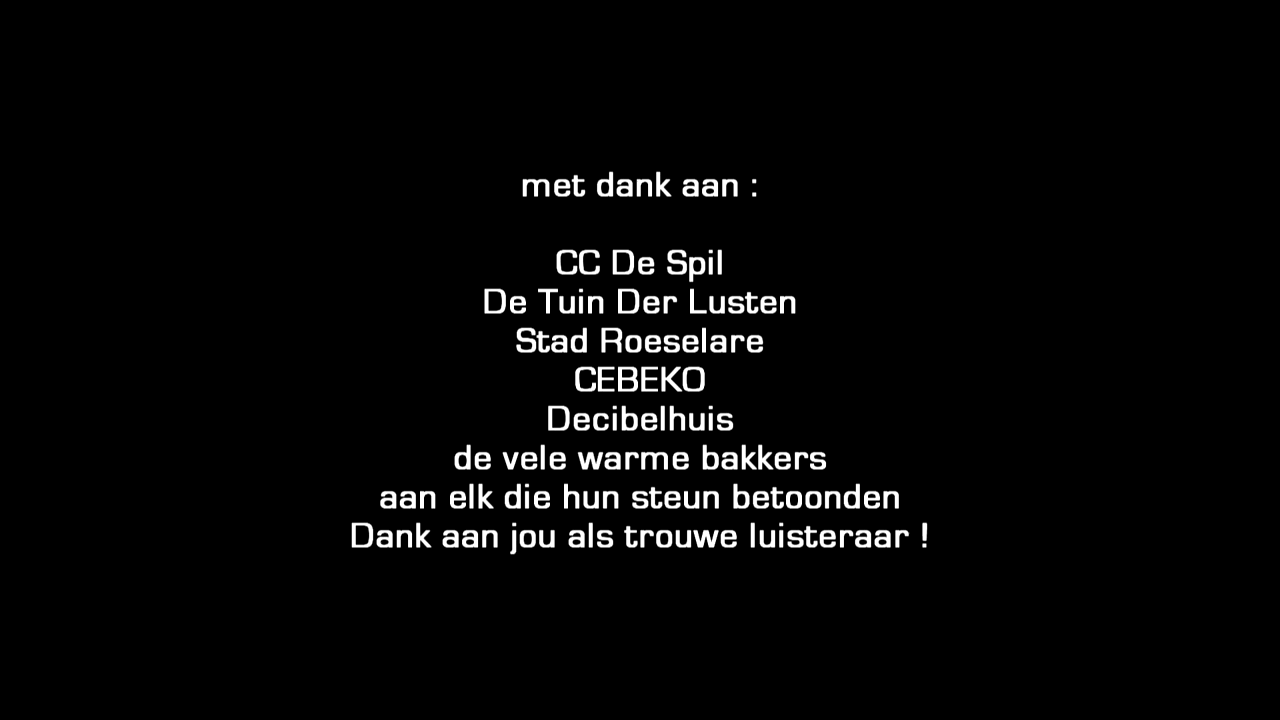 met dank aan :
CC De Spil
De Tuin Der Lusten
Stad Roeselare
CEBEKO
Decibelhuis
de vele warme bakkers
aan elk die hun steun betoonden
Dank aan jou als trouwe luisteraar !